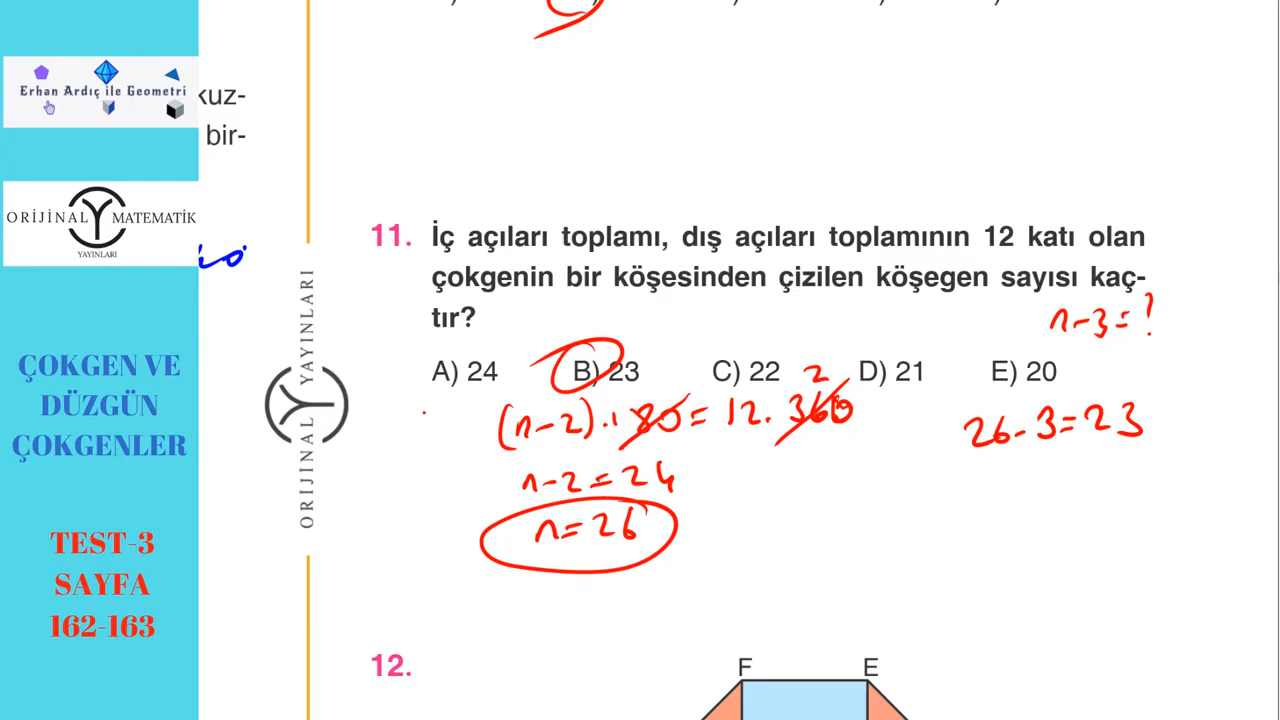 Erhan Ardıç ile Geometri
kuz-
bir-
ORİJİNAL MATEMATİK
YAYINLARI
ÇOKGEN VE
DÜZGÜN
ÇOKGENLER
TEST-3
SAYFA
162-163
ORİJİNAL YAYINLARI
11. İç açıları toplamı, dış açıları toplamının 12 katı olan
çokgenin bir köşesinden çizilen köşegen sayısı kaç-
tır?
n-3=?
A) 24 B) 23 C) 22 D) 21 E) 20
2
(n-2).180=12.360
26-3=23
n-2=24
n=26
12.
F E